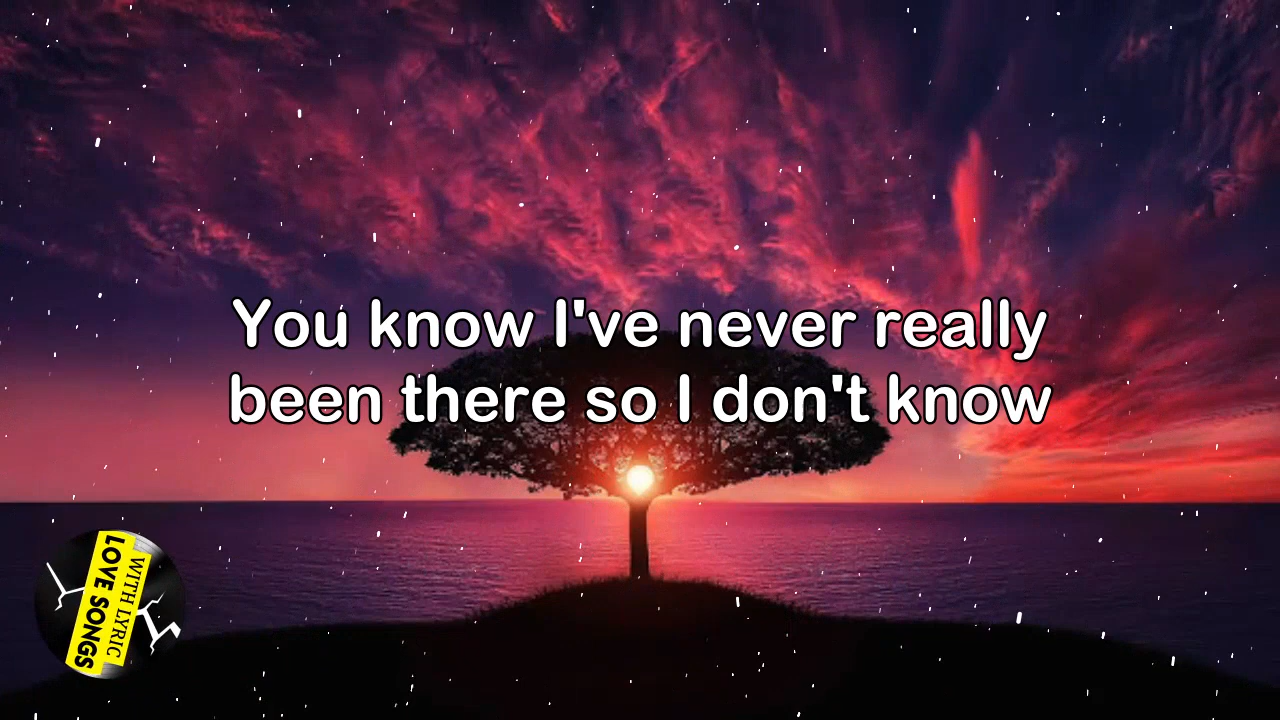 You know I've never really
been there so I don't know
LOVE SONGS
WITH LYRIC